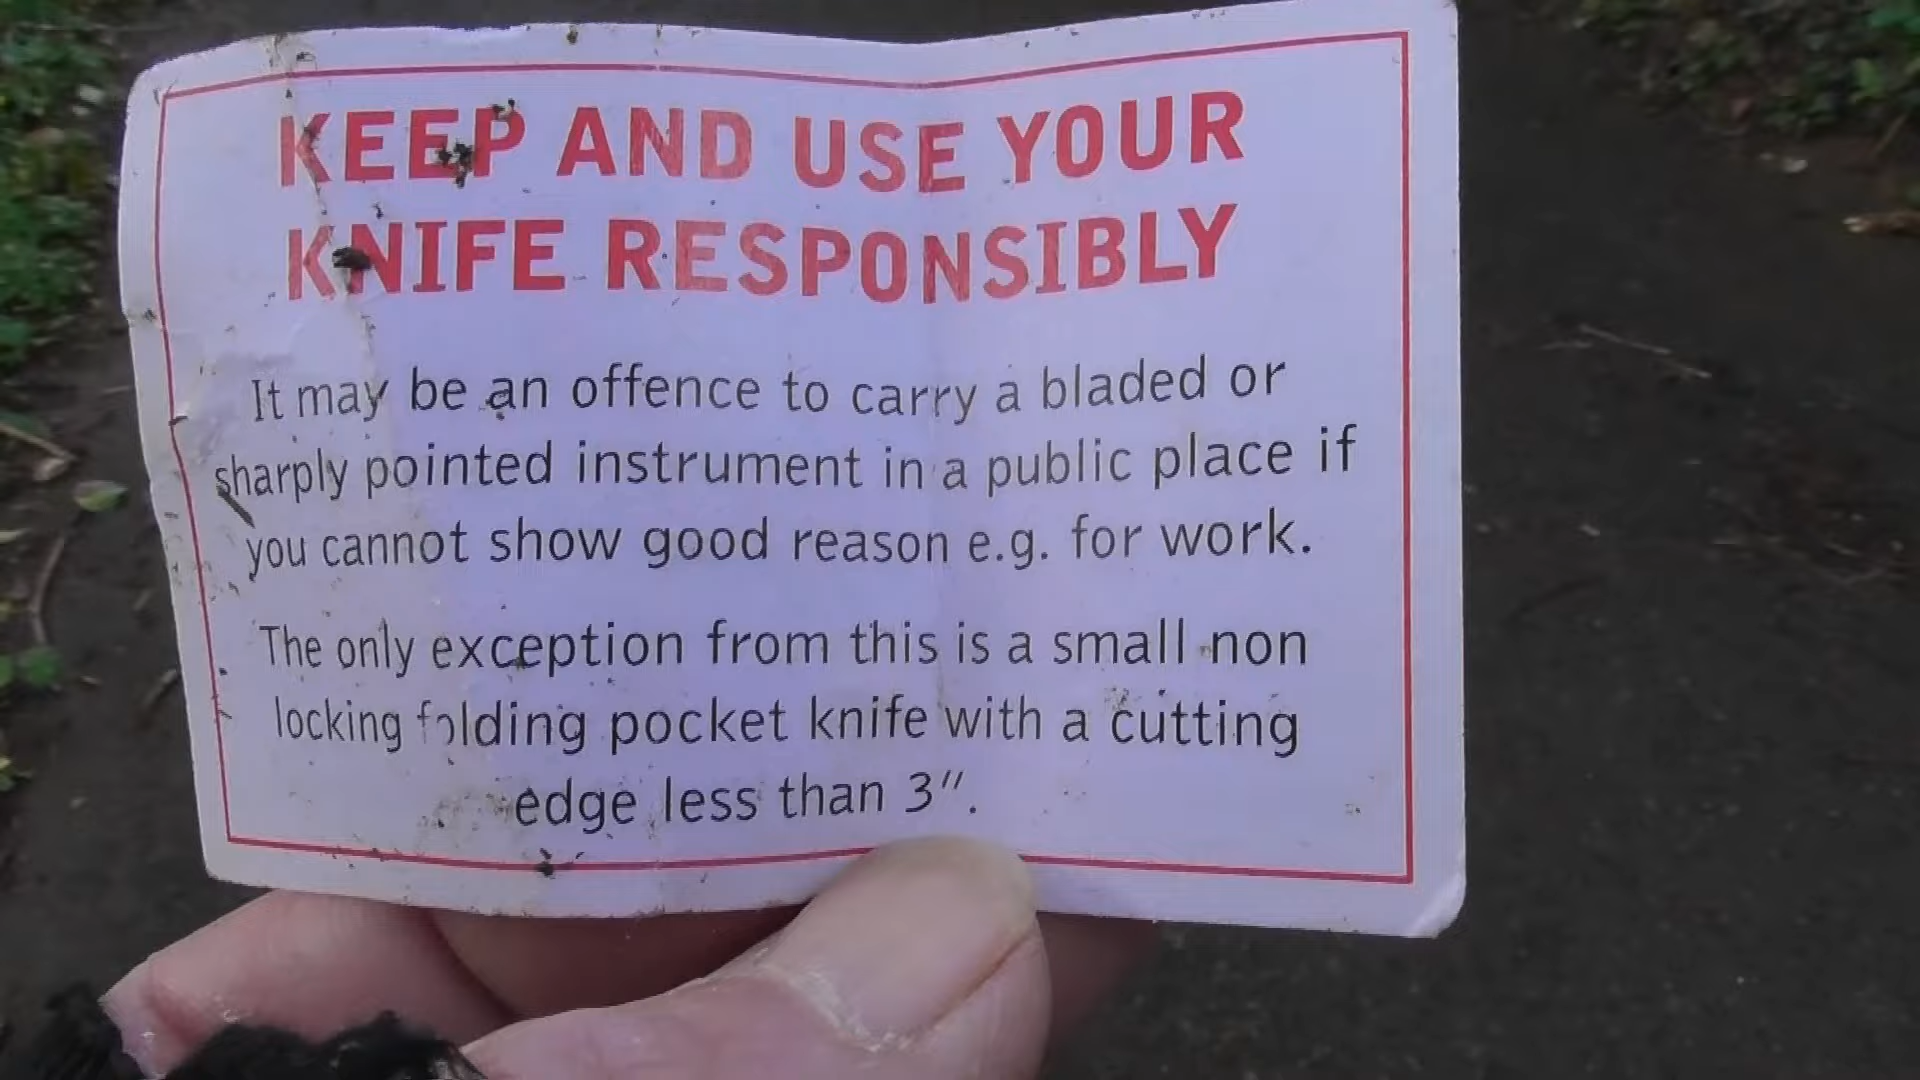 KEEP AND USE YOUR
KNIFE RESPONSIBLY
It may be an offence to carry a bladed or
sharply pointed instrument in a public place if
you cannot show good reason e.g. for work.
The only exception from this is a small non
locking folding pocket knife with a cutting
edge less than 3".